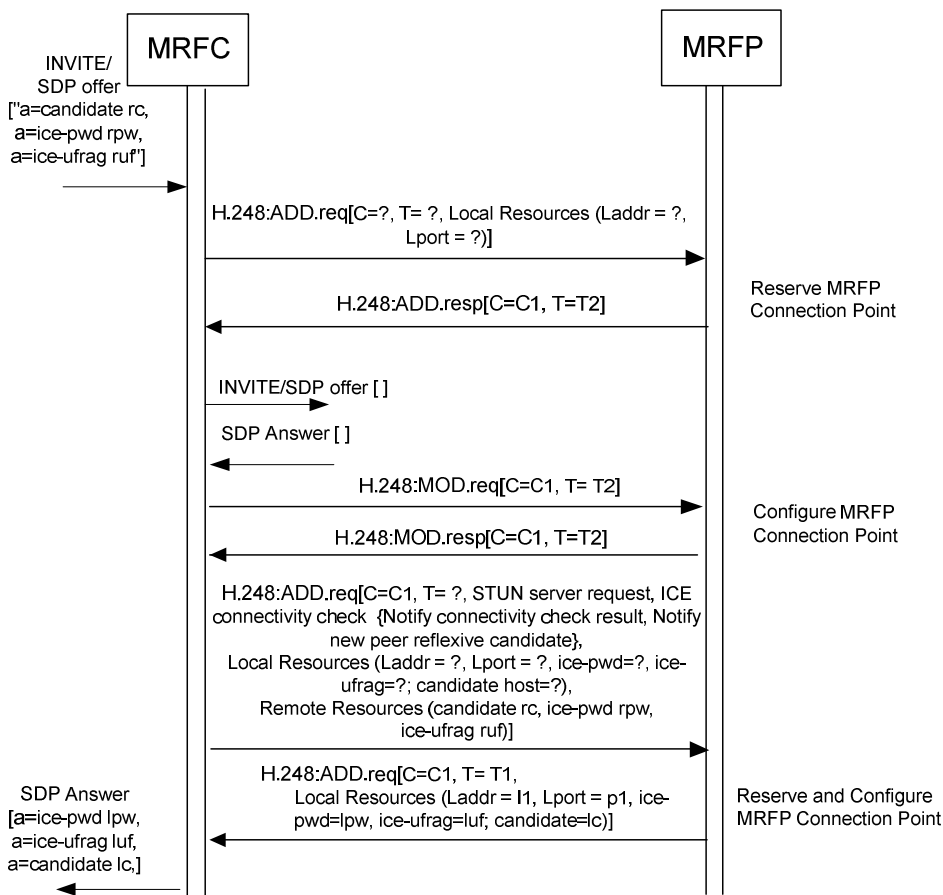 MRFC
MRFP
INVITE/
SDP offer
["a=candidate rc,
a=ice-pwd rpw,
a=ice-ufrag ruf"]
H.248:ADD.req[C=?, T= ?, Local Resources (Laddr = ?,
Lport = ?)]
Reserve MRFP
Connection Point
H.248:ADD.resp[C=C1, T=T2]
INVITE/SDP offer [ ]
SDP Answer [ ]
H.248:MOD.req[C=C1, T= T2]
Configure MRFP
Connection Point
H.248:MOD.resp[C=C1, T=T2]
H.248:ADD.req[C=C1, T= ?, STUN server request, ICE
connectivity check {Notify connectivity check result, Notify
new peer reflexive candidate},
Local Resources (Laddr = ?, Lport = ?, ice-pwd=?, ice-
ufrag=?; candidate host=?),
Remote Resources (candidate rc, ice-pwd rpw,
ice-ufrag ruf)]
H.248:ADD.req[C=C1, T= T1,
Local Resources (Laddr = l1, Lport = p1, ice-
pwd=lpw, ice-ufrag=luf; candidate=lc)]
Reserve and Configure
MRFP Connection Point
SDP Answer
[a=ice-pwd lpw,
a=ice-ufrag luf,
a=candidate lc,]